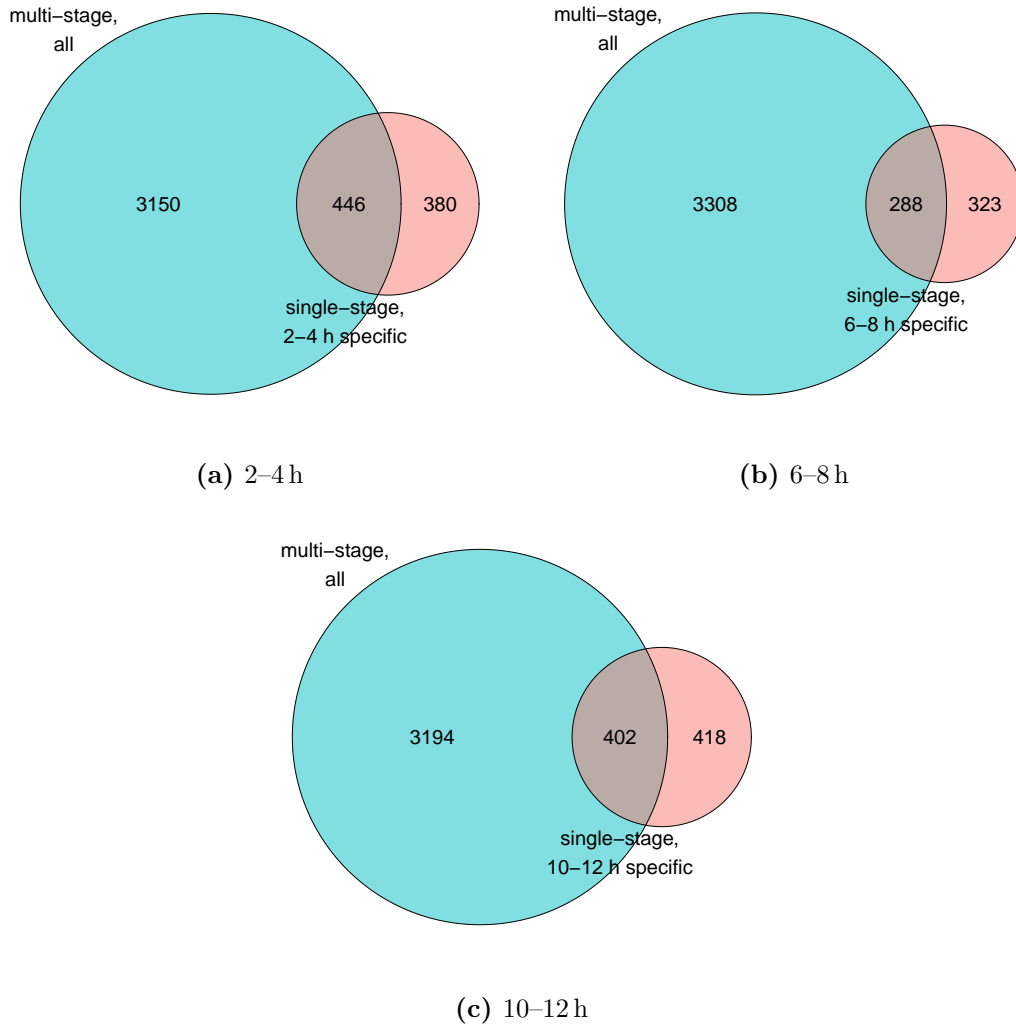 multi−stage,
all
3150
446
380
single−stage,
2−4 h specific
(a) 2–4 h
multi−stage,
all
3308
288
323
single−stage,
6−8 h specific
(b) 6–8 h
multi−stage,
all
3194
402
418
single−stage,
10−12 h specific
(c) 10–12 h